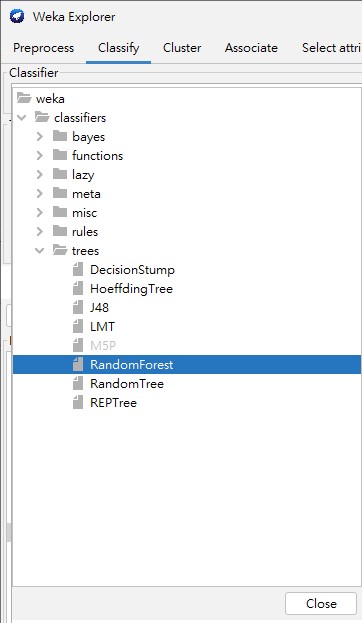 Weka Explorer
Preprocess Classify Cluster Associate Select attri
Classifier
weka
classifiers
bayes
functions
lazy
meta
misc
rules
trees
DecisionStump
HoeffdingTree
J48
LMT
M5P
RandomForest
RandomTree
REPTree
Close